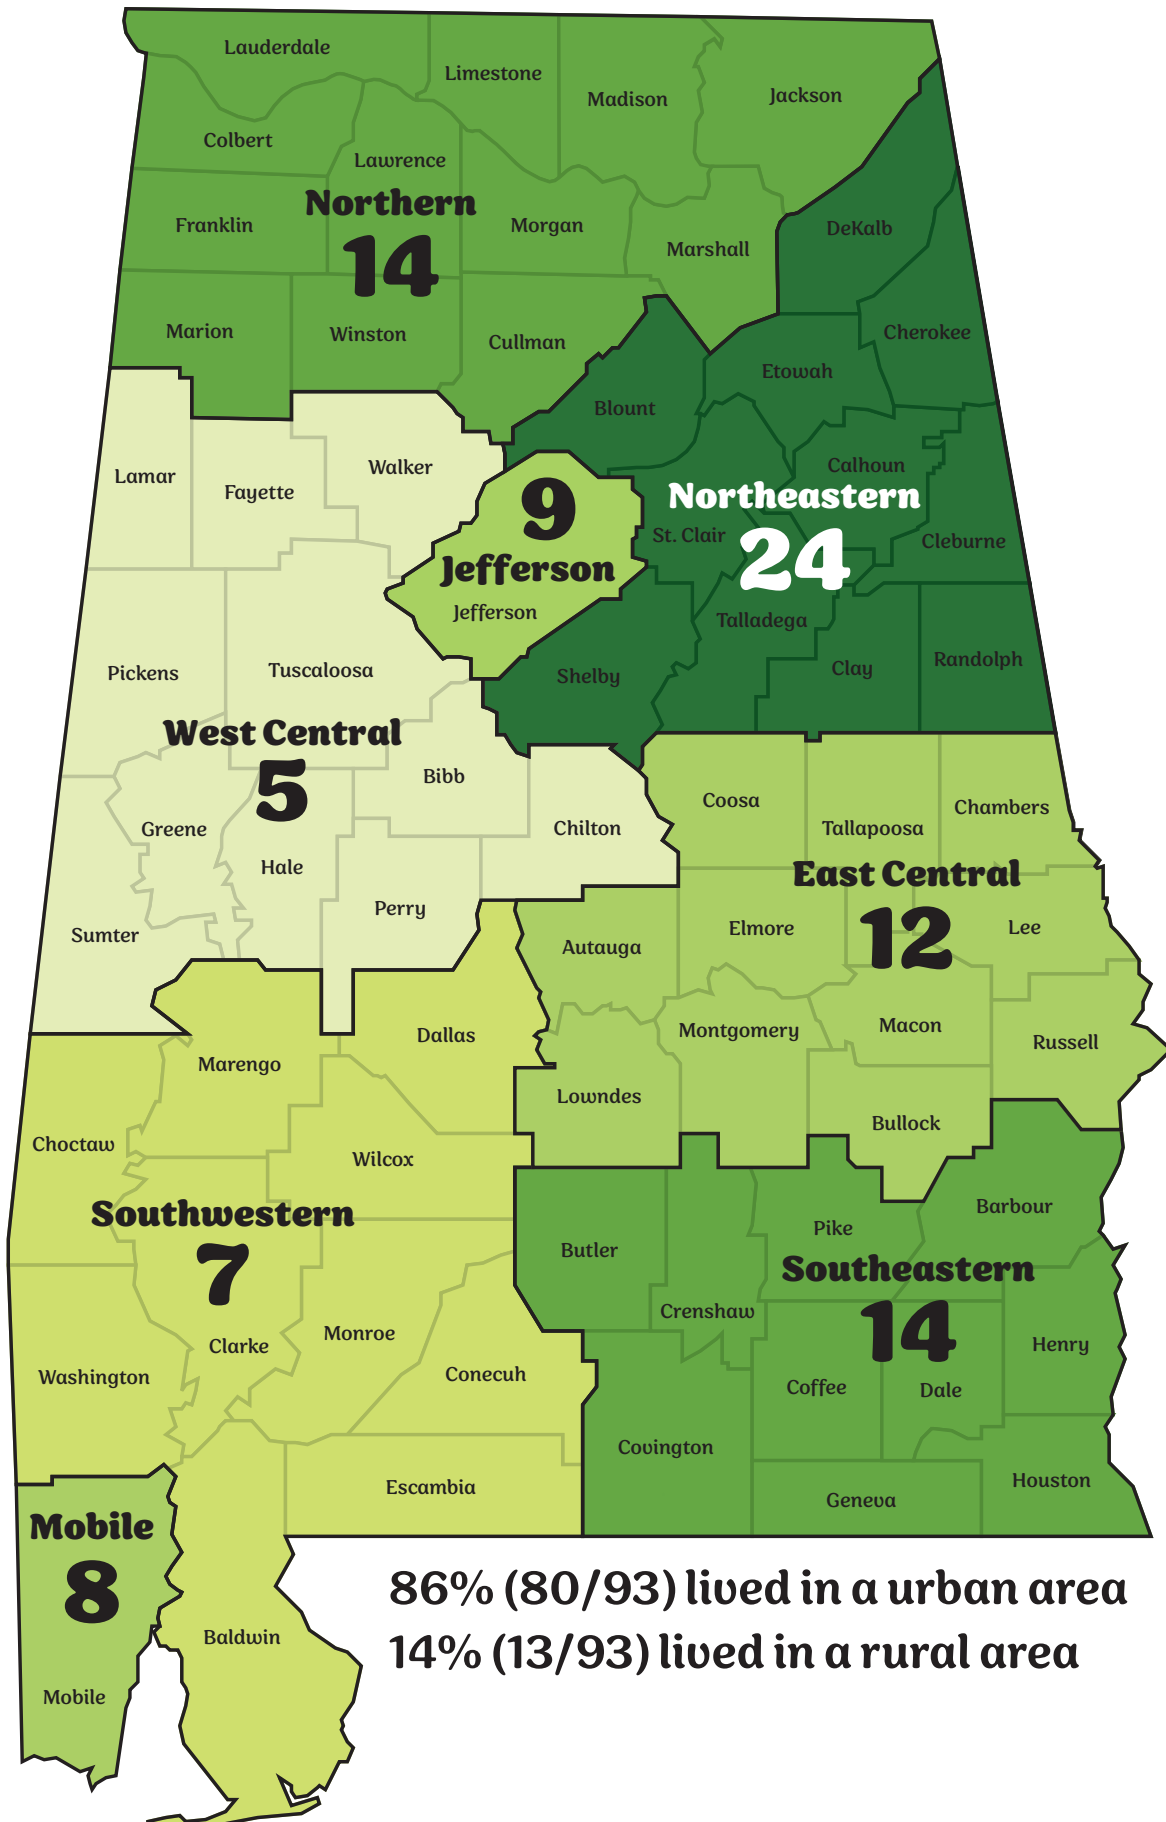 Lauderdale
Limestone
Madison
Jackson
Colbert
Lawrence
Northern
14
Franklin
Morgan
Marshall
DeKalb
Marion
Winston
Cullman
Cherokee
Etowah
Blount
Lamar
Fayette
Walker
9
Jefferson
Jefferson
Calhoun
Northeastern
24
St. Clair
Cleburne
Talladega
Pickens
Tuscaloosa
Shelby
Clay
Randolph
West Central
5
Bibb
Greene
Hale
Chilton
Coosa
Tallapoosa
Chambers
East Central
12
Perry
Sumter
Autauga
Elmore
Lee
Dallas
Montgomery
Macon
Russell
Marengo
Lowndes
Bullock
Choctaw
Wilcox
Southwestern
7
Butler
Pike
Barbour
Southeastern
14
Crenshaw
Clarke
Monroe
Henry
Washington
Conecuh
Coffee
Dale
Covington
Escambia
Geneva
Houston
Mobile
8
Baldwin
Mobile
86% (80/93) lived in a urban area
14% (13/93) lived in a rural area